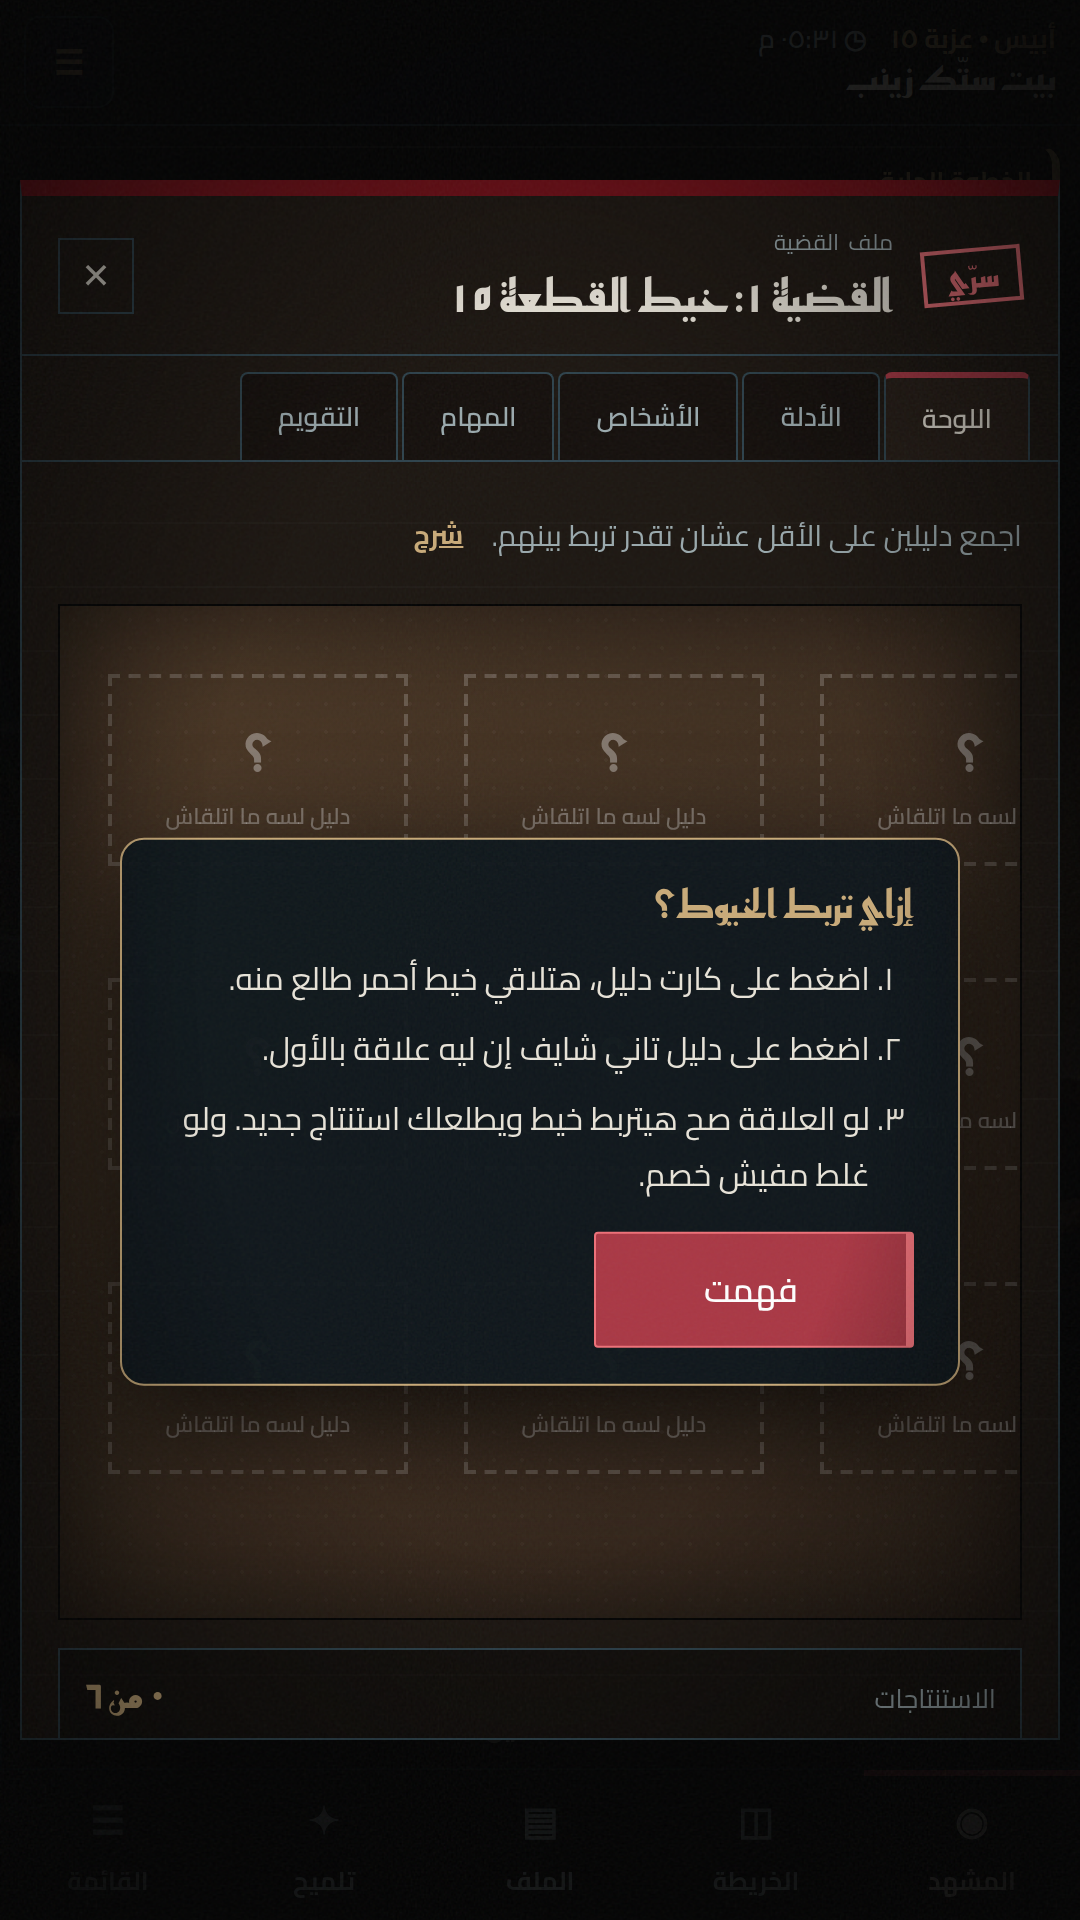 أبيس • عزبة ١٥ ٠٥:٣١ م
بيت ستّك زينب
الخطوة الجاية
سرّي
ملف القضية
القضية ١: خيط القطعة ١٥
اللوحة
الأدلة
الأشخاص
المهام
التقويم
اجمع دليلين على الأقل عشان تقدر تربط بينهم. شرح
؟ ؟ ؟
لسه ما اتلقاش دليل لسه ما اتلقاش دليل لسه ما اتلقاش
إزاي تربط الخيوط؟
١. اضغط على كارت دليل، هتلاقي خيط أحمر طالع منه.
٢. اضغط على دليل تاني شايف إن ليه علاقة بالأول.
٣. لو العلاقة صح هيتربط خيط ويطلعلك استنتاج جديد. ولو
غلط مفيش خصم.
فهمت
؟
لسه م
؟
لسه ما اتلقاش دليل لسه ما اتلقاش دليل لسه ما اتلقاش
الاستنتاجات
٠ من ٦
المشهد
الخريطة
الملف
تلميح
القائمة